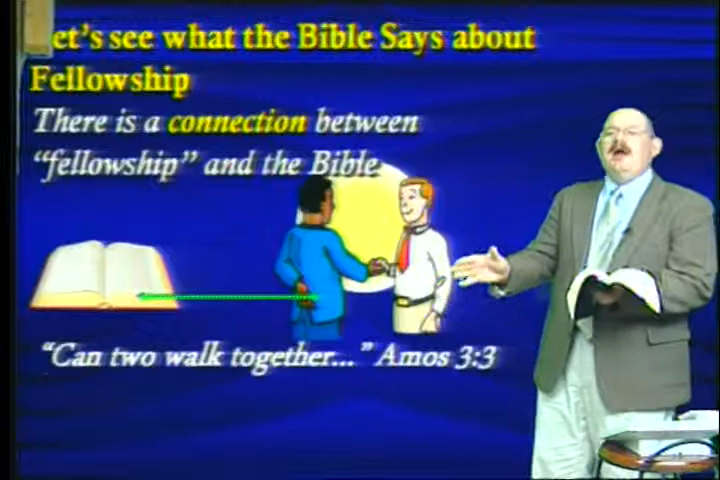 et's see what the Bible Says about
Fellowship
There is a connection between
"fellowship" and the Bible
"Can two walk together..." Amos 3:3